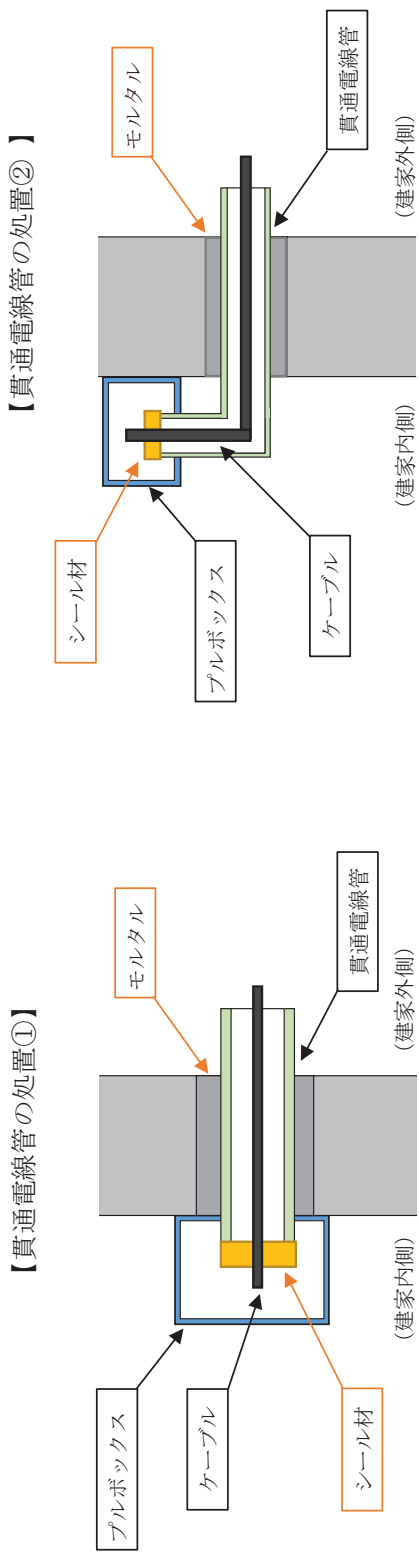 【貫通電線管の処置①】
プルボックス
ケーブル
シール材
モルタル
貫通電線管
(建家内側)
(建家外側)
【貫通電線管の処置② 】
シール材
プルボックス
ケーブル
モルタル
貫通電線管
(建家内側)
(建家外側)